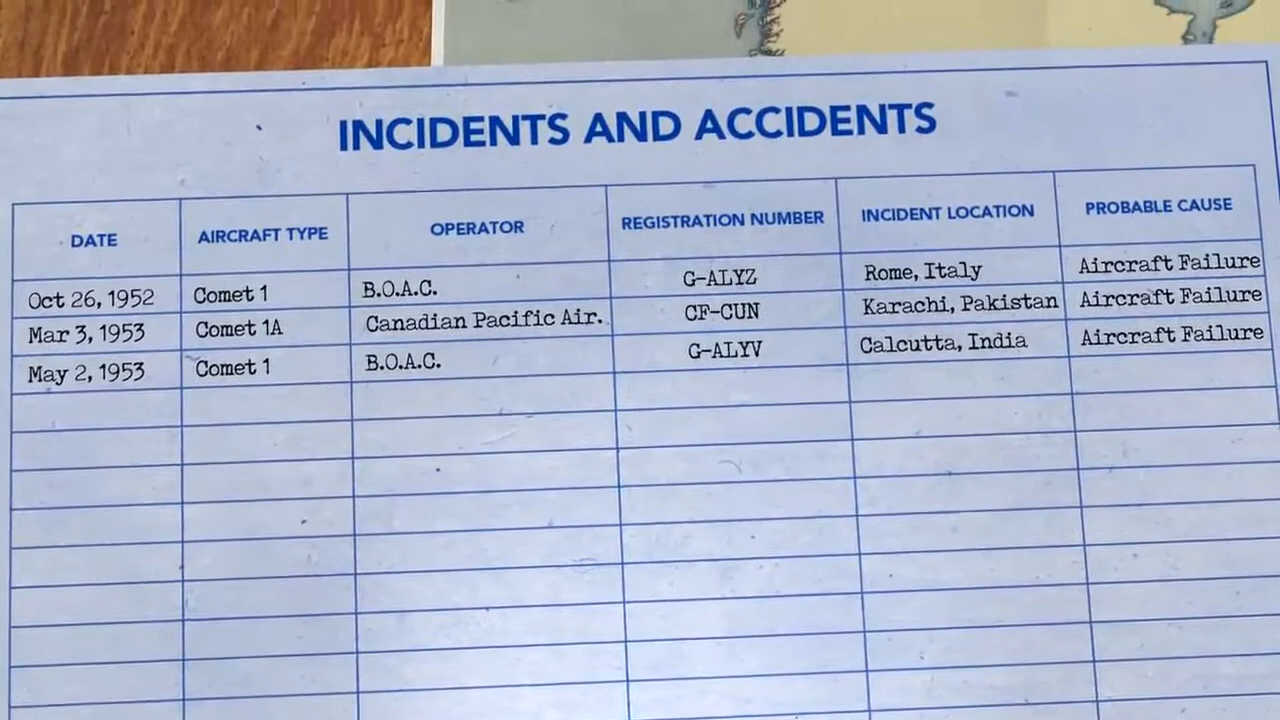 INCIDENTS AND ACCIDENTS
DATE AIRCRAFT TYPE OPERATOR REGISTRATION NUMBER INCIDENT LOCATION PROBABLE CAUSE
Oct 26, 1952 Comet 1 B.O.A.C. G-ALYZ Rome, Italy Aircraft Failure
Mar 3, 1953 Comet 1A Canadian Pacific Air. CF-CUN Karachi, Pakistan Aircraft Failure
May 2, 1953 Comet 1 B.O.A.C. G-ALYV Calcutta, India Aircraft Failure